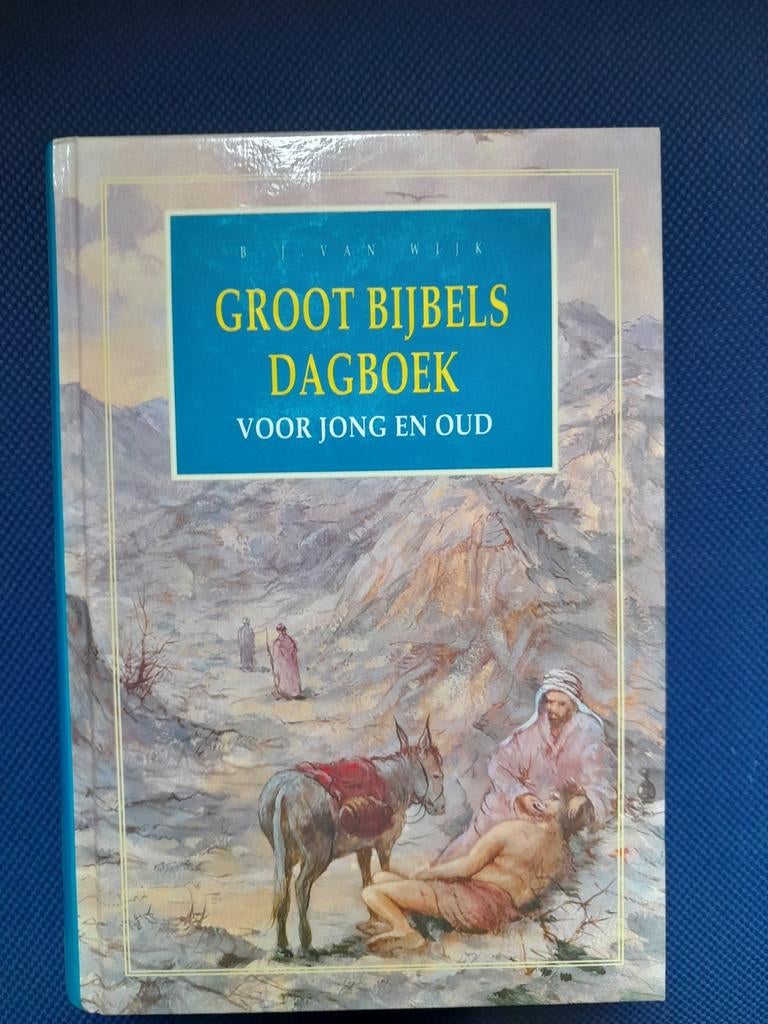 B.J. VAN WIJK
GROOT BIJBELS
DAGBOEK
VOOR JONG EN OUD